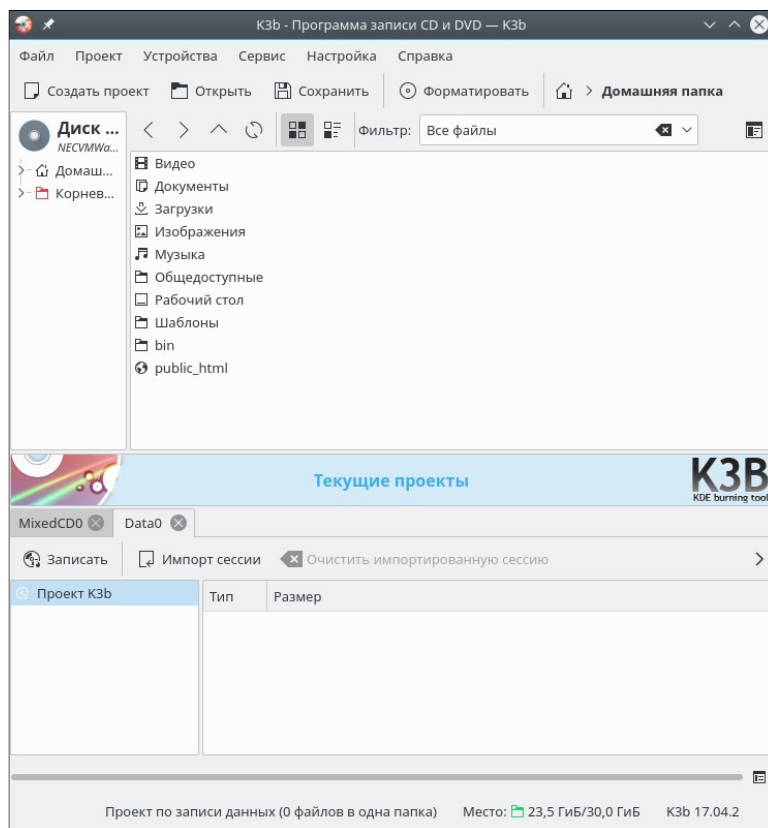 K3b - Программа записи CD и DVD — K3b
Файл Проект Устройства Сервис Настройка Справка
Создать проект Открыть Сохранить Форматировать > Домашняя папка
Диск ...
NECVMWa...
Фильтр: Все файлы
Домаш...
Корнев...
Видео
Документы
Загрузки
Изображения
Музыка
Общедоступные
Рабочий стол
Шаблоны
bin
public_html
Текущие проекты
K3B
KDE burning tool
MixedCD0 Data0
Записать Импорт сессии Очистить импортированную сессию
Проект K3b Тип Размер
Проект по записи данных (0 файлов в одна папка) Место: 23,5 ГиБ/30,0 ГиБ K3b 17.04.2